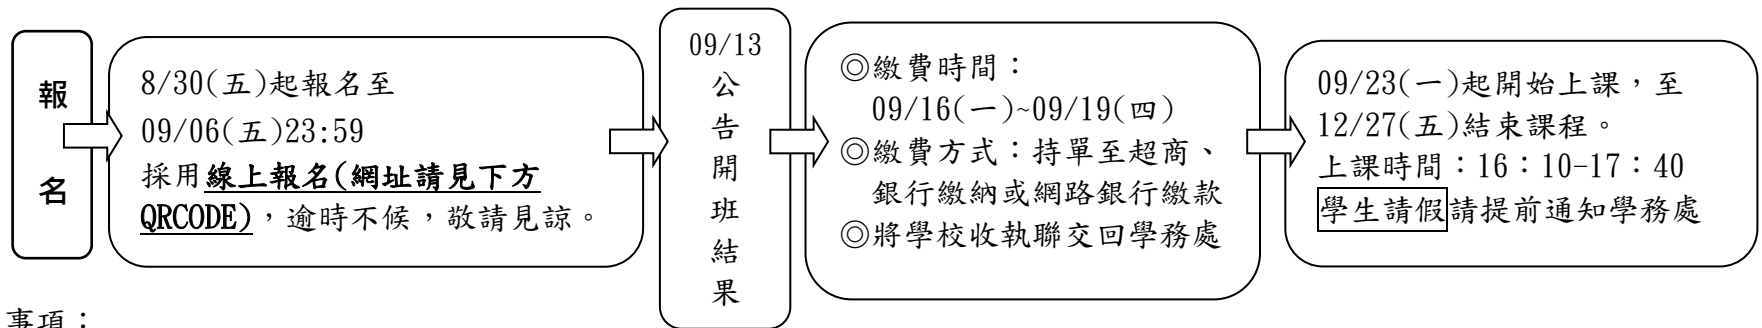 報
名
8/30(五)起報名至
09/06(五)23:59
採用線上報名(網址請見下方
QRCODE)，逾時不候，敬請見諒。
09/13
公
告
開
班
結
果
◎繳費時間：
09/16(一)~09/19(四)
◎繳費方式：持單至超商、
銀行繳納或網路銀行繳款
◎將學校收執聯交回學務處
09/23(一)起開始上課，至
12/27(五)結束課程。
上課時間：16：10-17：40
學生請假請提前通知學務處
事項：